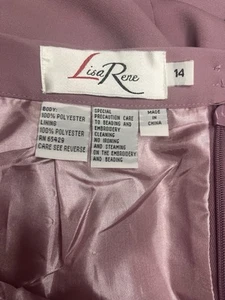 Lisa Rene
14
BODY:
100% POLYESTER
LINING
100% POLYESTER
RN 69429
CARE SEE REVERSE
SPECIAL
PRECAUTION CARE
TO BEADING AND
EMBROIDERY
CLEANING
NO IRONING
AND STEAMING
ON THE EMBROIDERY
AND BEADING
MADE IN
CHINA